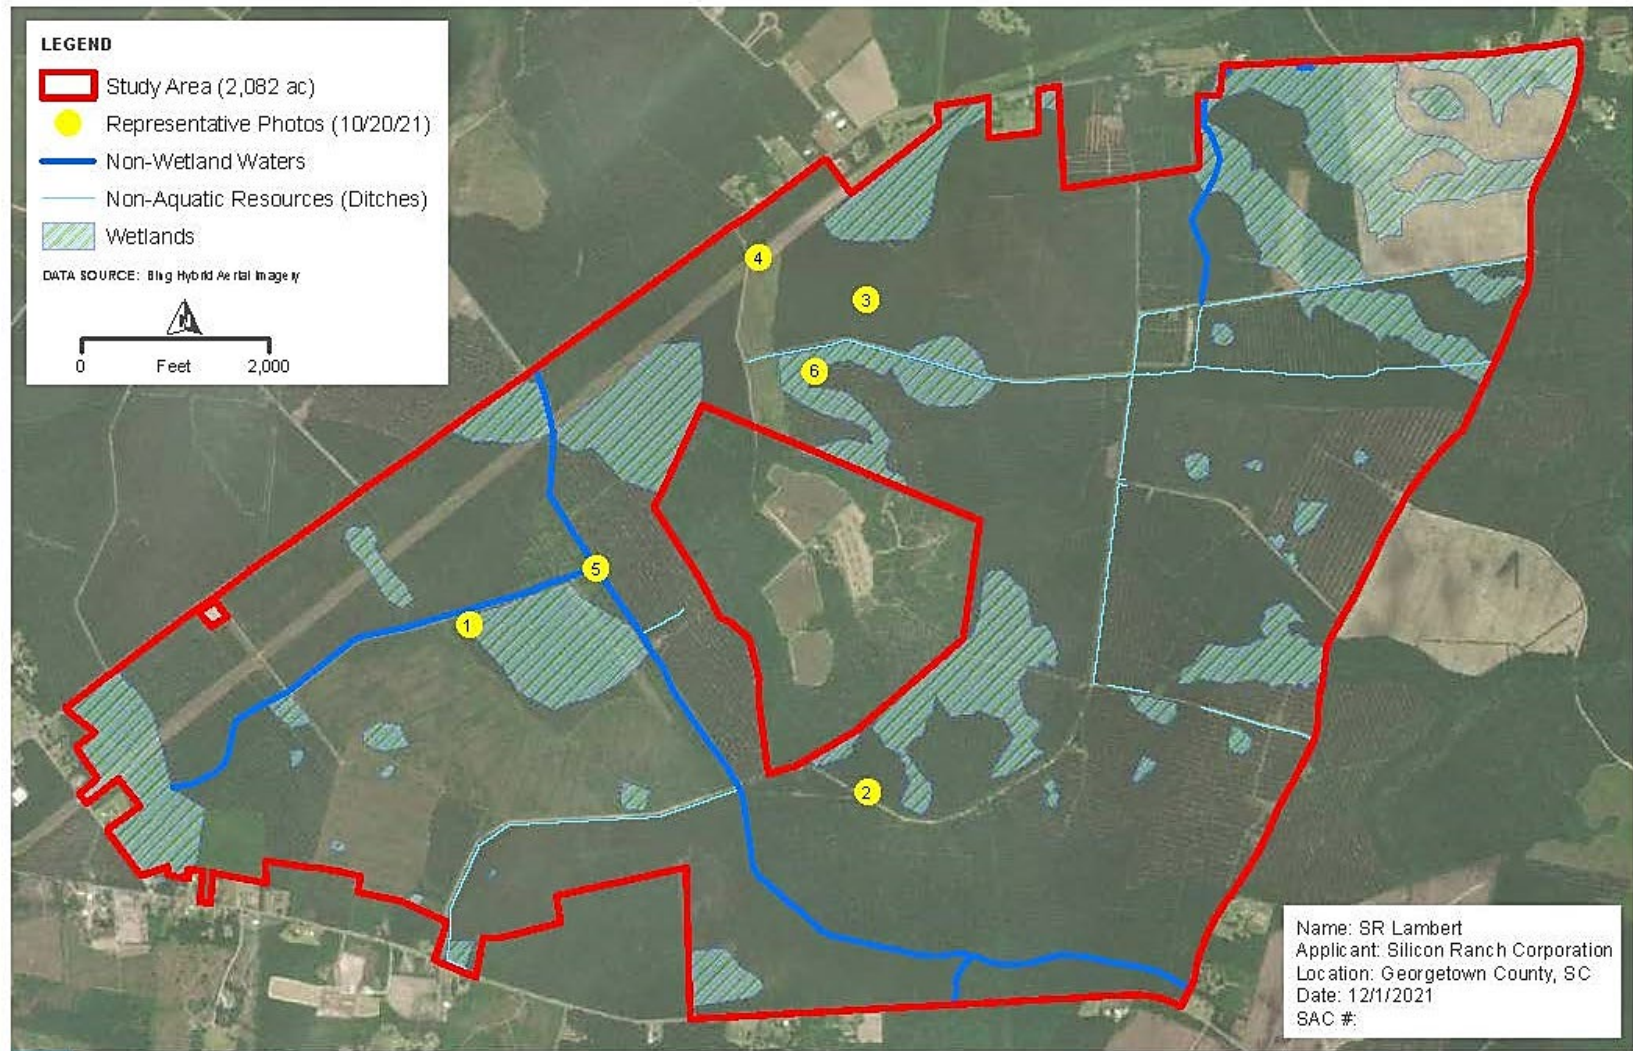 LEGEND
Study Area (2,082 ac)
Representative Photos (10/20/21)
Non-Wetland Waters
Non-Aquatic Resources (Ditches)
Wetlands
DATA SOURCE: Bing Hybrid Aerial Imagery
N
0 Feet 2,000
4
3
6
5
1
2
Name: SR Lambert
Applicant: Silicon Ranch Corporation
Location: Georgetown County, SC
Date: 12/1/2021
SAC #: